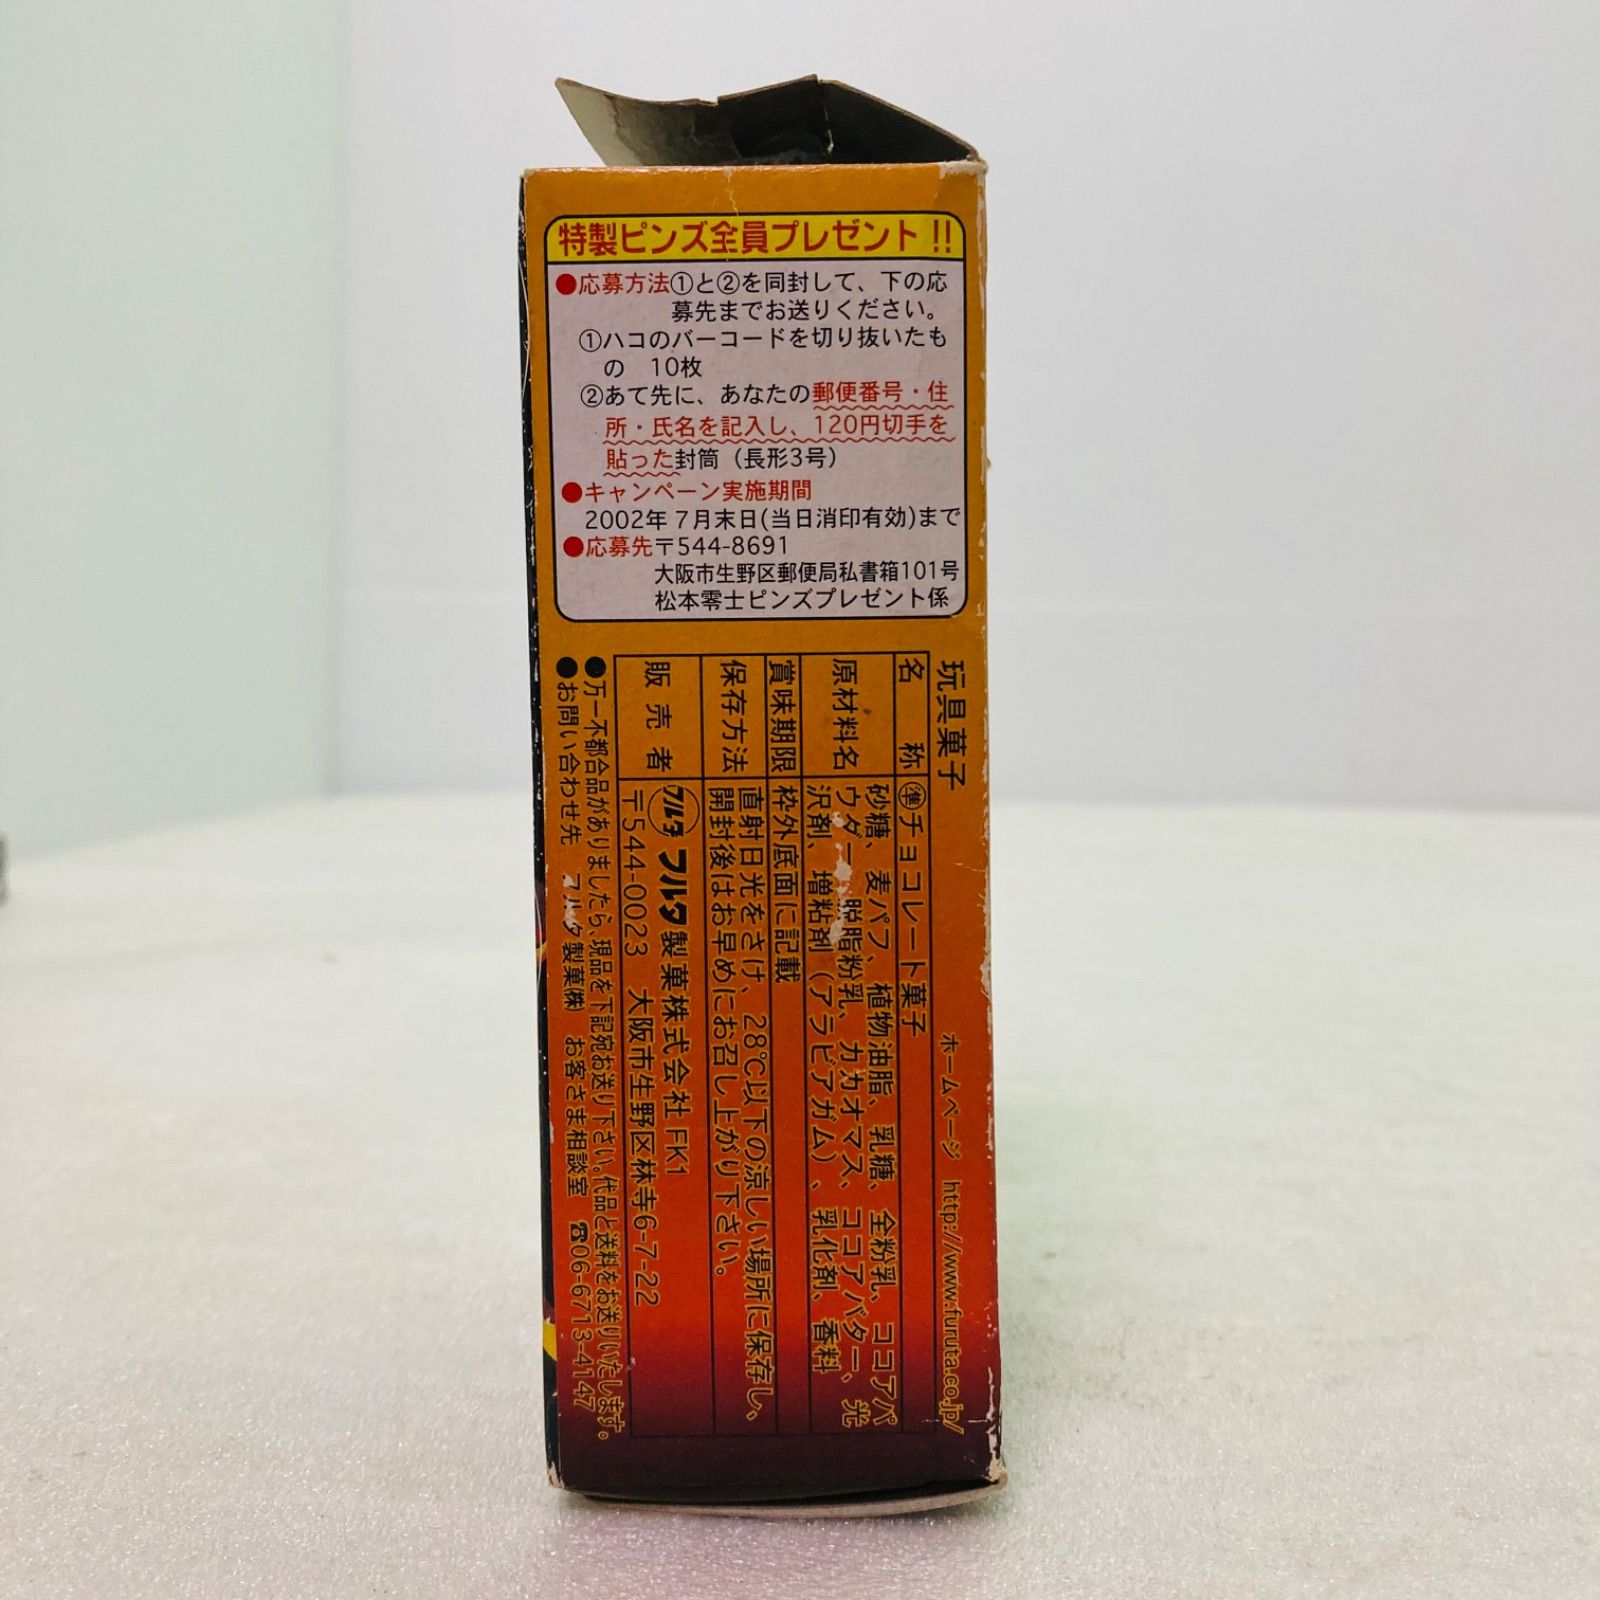 特製ピンズ全員プレゼント!!
●応募方法①と②を同封して、下の応
募先までお送りください。
①ハコのバーコードを切り抜いたも
の 10枚
②あて先に、あなたの郵便番号・住
所・氏名を記入し、120円切手を
貼った封筒（長形3号）
●キャンペーン実施期間
2002年7月末日(当日消印有効)まで
●応募先〒544-8691
大阪市生野区郵便局私書箱101号
松本零士ピンズプレゼント係
玩具菓子 ホームページ http://www.furuta.co.jp/
名称 ㊗チョコレート菓子
原材料名 砂糖、麦パフ、植物油脂、乳糖、全粉乳、ココアパ
ウダー、脱脂粉乳、カカオマス、ココアバター、光
沢剤、増粘剤（アラビアガム）、乳化剤、香料
賞味期限 枠外底面に記載
保存方法 直射日光をさけ、28℃以下の涼しい場所に保存し、
開封後はお早めにお召し上がり下さい。
販売者 フルタ フルタ製菓株式会社 FK1
〒544-0023 大阪市生野区林寺6-7-22
●万一不都合品がありましたら、現品を下記宛お送り下さい。代品と送料をお送りいたします。
●お問い合わせ先 フルタ製菓㈱ お客さま相談室 ☎06-6713-4147